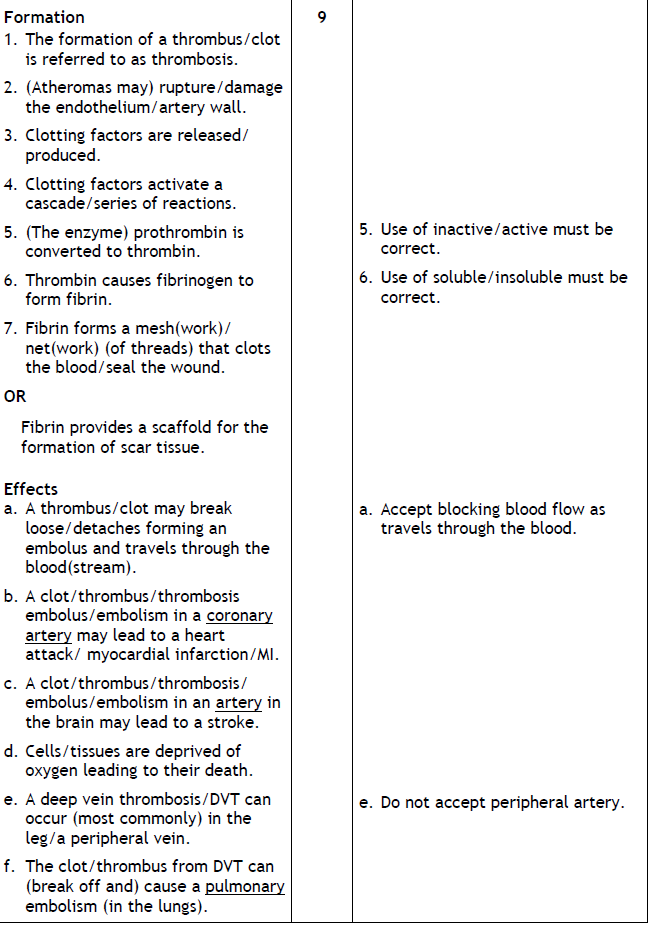 Formation
9
1. The formation of a thrombus/clot
is referred to as thrombosis.
2. (Atheromas may) rupture/damage
the endothelium/artery wall.
3. Clotting factors are released/
produced.
4. Clotting factors activate a
cascade/series of reactions.
5. (The enzyme) prothrombin is
converted to thrombin.
5. Use of inactive/active must be
correct.
6. Thrombin causes fibrinogen to
form fibrin.
6. Use of soluble/insoluble must be
correct.
7. Fibrin forms a mesh(work)/
net(work) (of threads) that clots
the blood/seal the wound.
OR
Fibrin provides a scaffold for the
formation of scar tissue.
Effects
a. A thrombus/clot may break
loose/detaches forming an
embolus and travels through the
blood(stream).
a. Accept blocking blood flow as
travels through the blood.
b. A clot/thrombus/thrombosis
embolus/embolism in a coronary
artery may lead to a heart
attack/ myocardial infarction/MI.
c. A clot/thrombus/thrombosis/
embolus/embolism in an artery in
the brain may lead to a stroke.
d. Cells/tissues are deprived of
oxygen leading to their death.
e. A deep vein thrombosis/DVT can
occur (most commonly) in the
leg/a peripheral vein.
e. Do not accept peripheral artery.
f. The clot/thrombus from DVT can
(break off and) cause a pulmonary
embolism (in the lungs).